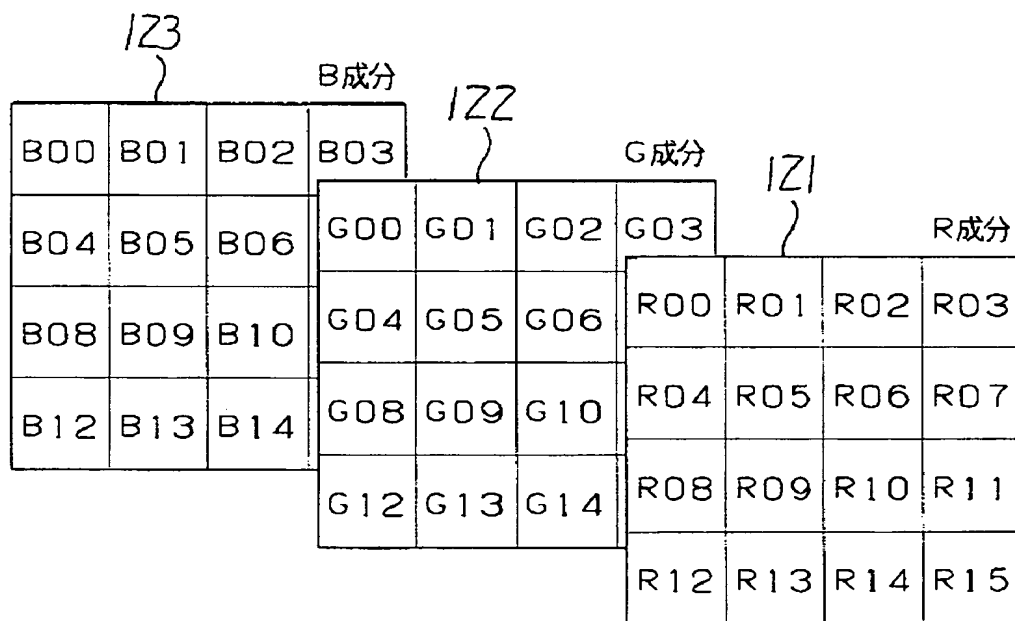 123
B成分
B00 B01 B02 B03
B04 B05 B06
B08 B09 B10
B12 B13 B14
122
G成分
G00 G01 G02 G03
G04 G05 G06
G08 G09 G10
G12 G13 G14
121
R成分
R00 R01 R02 R03
R04 R05 R06 R07
R08 R09 R10 R11
R12 R13 R14 R15